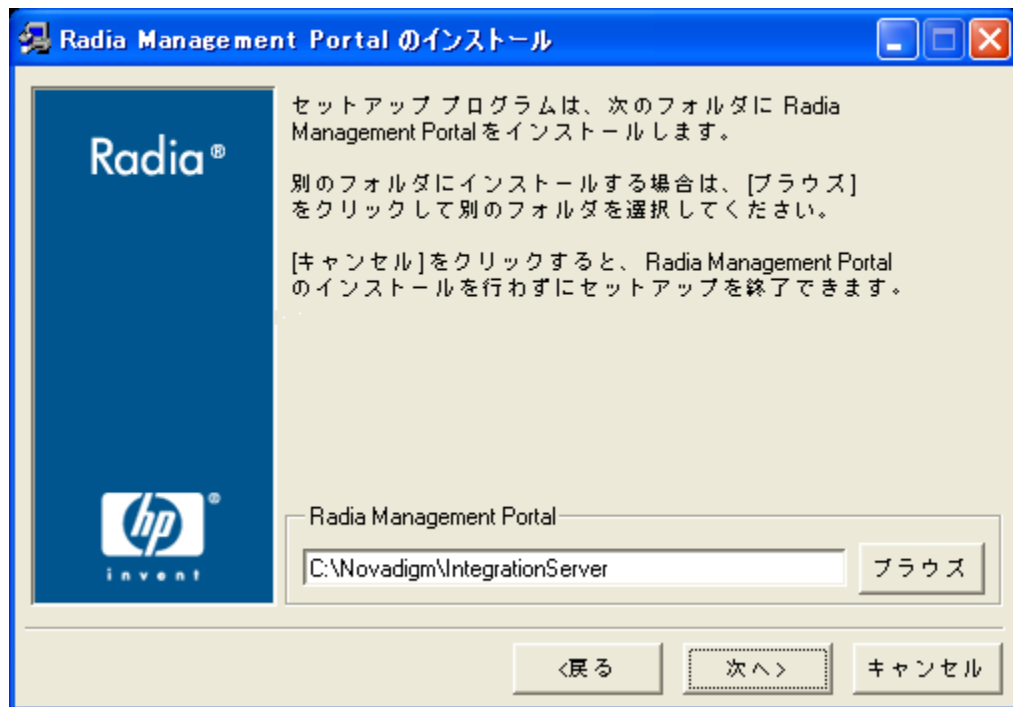 Radia Management Portal のインストール
Radia®
セットアップ プログラムは、次のフォルダに Radia
Management Portal をインストールします。
別のフォルダにインストールする場合は、[ブラウズ]
をクリックして別のフォルダを選択してください。
[キャンセル]をクリックすると、Radia Management Portal
のインストールを行わずにセットアップを終了できます。
hp®
invent
Radia Management Portal
C:\Novadigm\IntegrationServer
ブラウズ
<戻る
次へ>
キャンセル